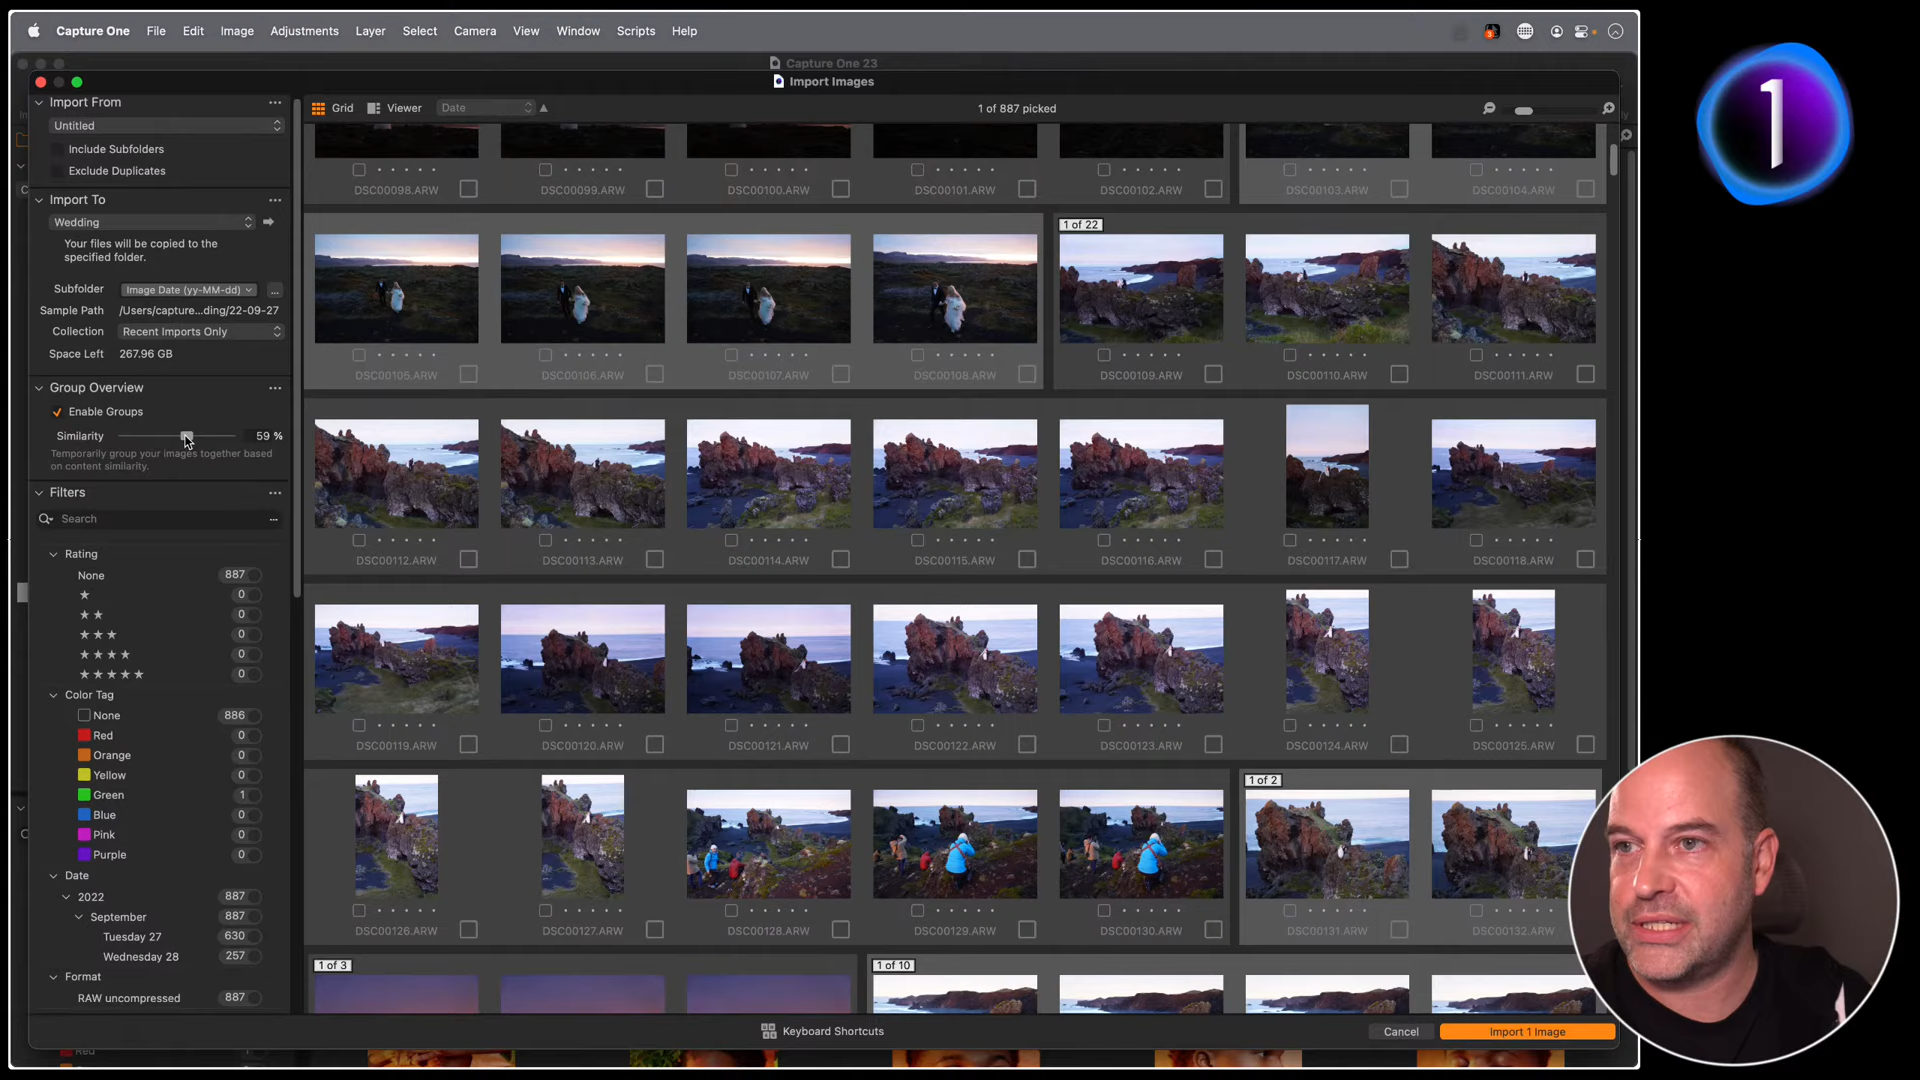 Capture One File Edit Image Adjustments Layer Select Camera View Window Scripts Help
3
Capture One 23
Import Images
Import From
Untitled
Include Subfolders
Exclude Duplicates
Import To
Wedding
Your files will be copied to the
specified folder.
Subfolder Image Date (yy-MM-dd) ...
Sample Path /Users/capture...ding/22-09-27
Collection Recent Imports Only
Space Left 267.96 GB
Group Overview
Enable Groups
Similarity 59 %
Temporarily group your images together based
on content similarity.
Filters
Search
Rating
None 887
★ 0
★★ 0
★★★ 0
★★★★ 0
★★★★★ 0
Color Tag
None 886
Red 0
Orange 0
Yellow 0
Green 1
Blue 0
Pink 0
Purple 0
Date
2022 887
September 887
Tuesday 27 630
Wednesday 28 257
Format
RAW uncompressed 887
Red 1
Grid Viewer Date 1 of 887 picked
DSC00098.ARW DSC00099.ARW DSC00100.ARW DSC00101.ARW DSC00102.ARW DSC00103.ARW DSC00104.ARW
1 of 22
DSC00105.ARW DSC00106.ARW DSC00107.ARW DSC00108.ARW DSC00109.ARW DSC00110.ARW DSC00111.ARW
DSC00112.ARW DSC00113.ARW DSC00114.ARW DSC00115.ARW DSC00116.ARW DSC00117.ARW DSC00118.ARW
DSC00119.ARW DSC00120.ARW DSC00121.ARW DSC00122.ARW DSC00123.ARW DSC00124.ARW DSC00125.ARW
1 of 2
DSC00126.ARW DSC00127.ARW DSC00128.ARW DSC00129.ARW DSC00130.ARW DSC00131.ARW DSC00132.ARW
1 of 3 1 of 10
Keyboard Shortcuts Cancel Import 1 Image
1